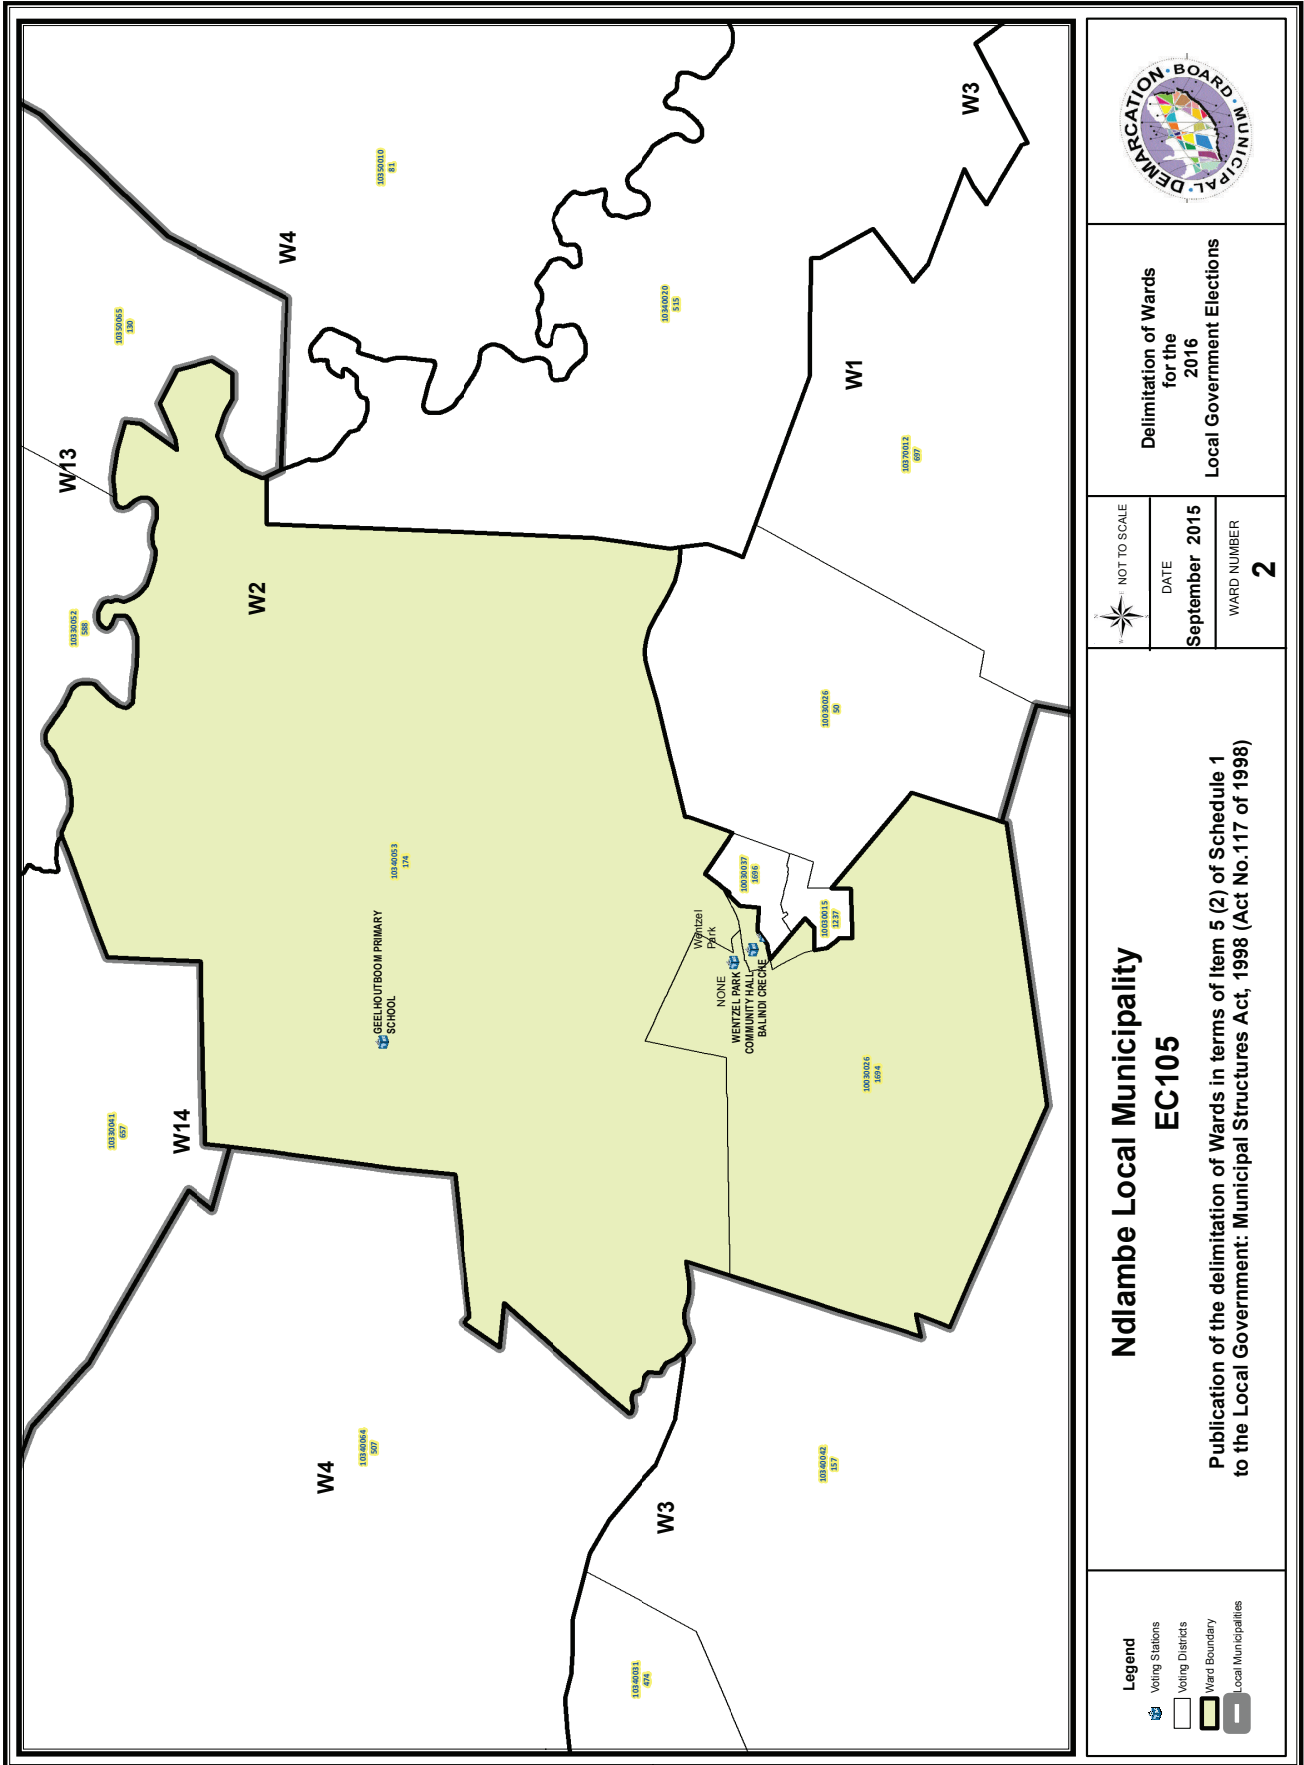 W3
W4
W13
W2
W1
W14
W4
W3
10350010
81
10350065
130
10340020
515
10370012
697
10330052
588
10030026
50
10340053
174
10030037
1696
10030015
1237
10030026
1694
10330041
657
10340064
507
10340042
157
10340031
474
GEELHOUTBOOM PRIMARY
SCHOOL
Wentzel
Park
NONE
WENTZEL PARK
COMMUNITY HALL
BALINDI CRECHE
Legend
Voting Stations
Voting Districts
Ward Boundary
Local Municipalities
Ndlambe Local Municipality
EC105
Publication of the delimitation of Wards in terms of Item 5 (2) of Schedule 1
to the Local Government: Municipal Structures Act, 1998 (Act No.117 of 1998)
N
W
E
S
NOT TO SCALE
DATE
September 2015
WARD NUMBER
2
Delimitation of Wards
for the
2016
Local Government Elections
MUNICIPAL DEMARCATION BOARD